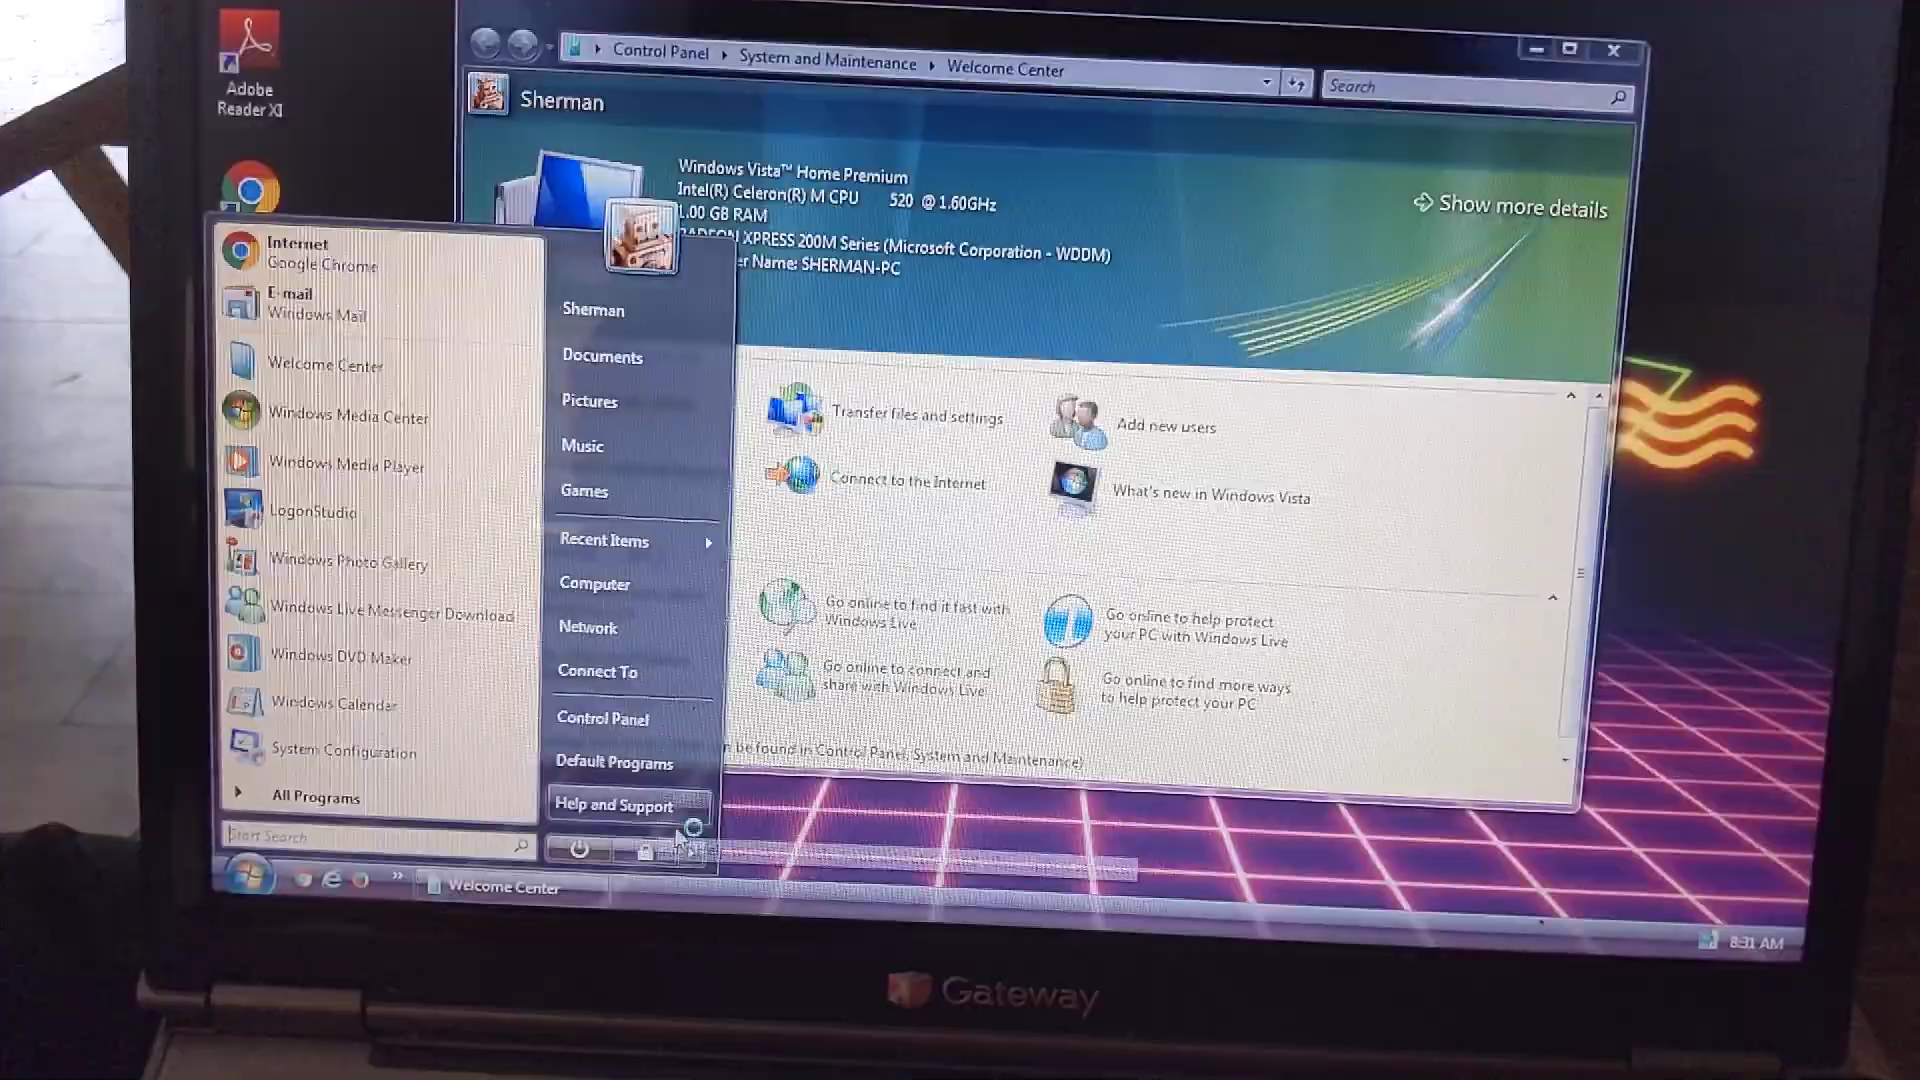 Adobe
Reader XI
Control Panel
System and Maintenance
Welcome Center
Search
Sherman
Windows Vista™ Home Premium
Intel(R) Celeron(R) M CPU 520 @ 1.60GHz
1.00 GB RAM
XPRESS 200M Series (Microsoft Corporation - WDDM)
Name: SHERMAN-PC
Show more details
Internet
Google Chrome
E-mail
Windows Mail
Welcome Center
Windows Media Center
Windows Media Player
LogonStudio
Windows Photo Gallery
Windows Live Messenger Download
Windows DVD Maker
Windows Calendar
System Configuration
All Programs
Start Search
Sherman
Documents
Pictures
Music
Games
Recent Items
Computer
Network
Connect To
Control Panel
Default Programs
Help and Support
Transfer files and settings
Add new users
Connect to the Internet
What's new in Windows Vista
Go online to find it fast with
Windows Live
Go online to help protect
your PC with Windows Live
Go online to connect and
share with Windows Live
Go online to find more ways
to help protect your PC
be found in Control Panel, System and Maintenance)
Welcome Center
8:31 AM
Gateway